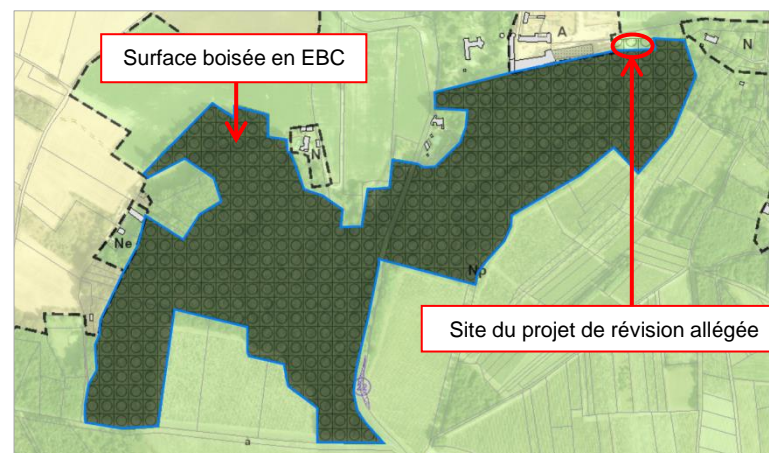 A
N
Surface boisée en EBC
N
Ne
Np
Site du projet de révision allégée
a